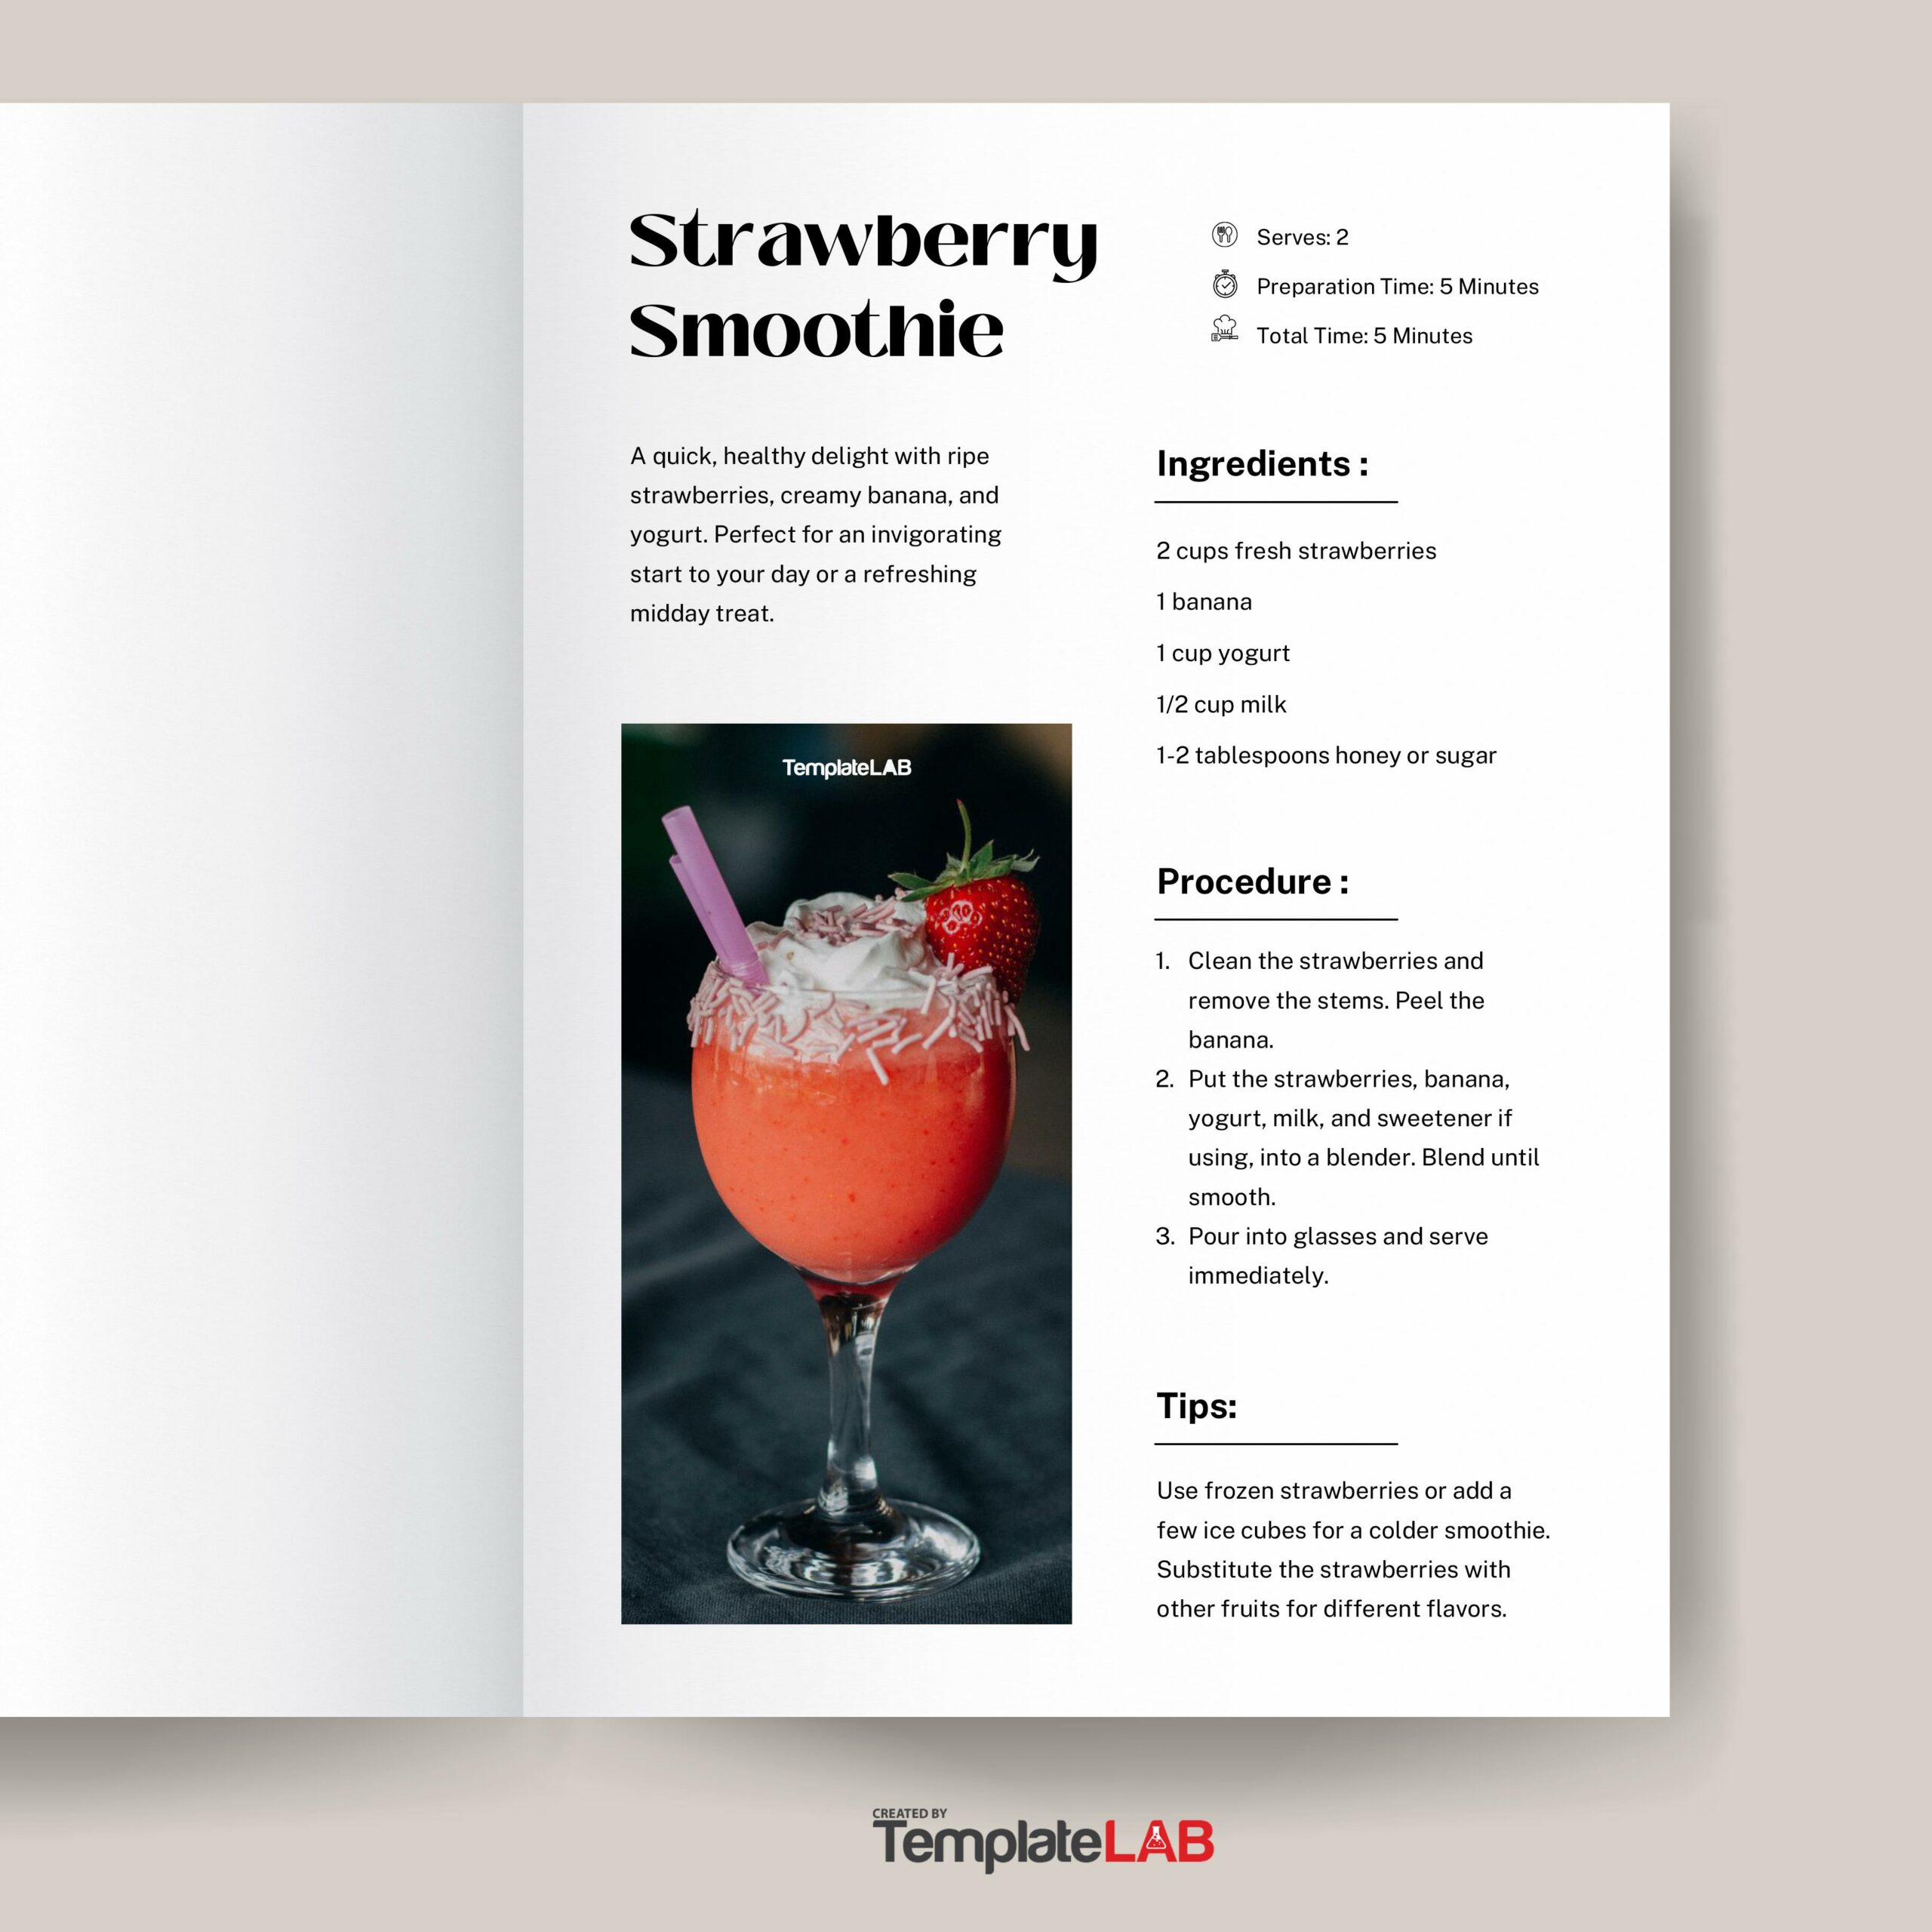 Strawberry
Smoothie
Serves: 2
Preparation Time: 5 Minutes
Total Time: 5 Minutes
A quick, healthy delight with ripe
strawberries, creamy banana, and
yogurt. Perfect for an invigorating
start to your day or a refreshing
midday treat.
TemplateLAB
Ingredients :
2 cups fresh strawberries
1 banana
1 cup yogurt
1/2 cup milk
1-2 tablespoons honey or sugar
Procedure :
1. Clean the strawberries and
remove the stems. Peel the
banana.
2. Put the strawberries, banana,
yogurt, milk, and sweetener if
using, into a blender. Blend until
smooth.
3. Pour into glasses and serve
immediately.
Tips:
Use frozen strawberries or add a
few ice cubes for a colder smoothie.
Substitute the strawberries with
other fruits for different flavors.
CREATED BY
TemplateLAB